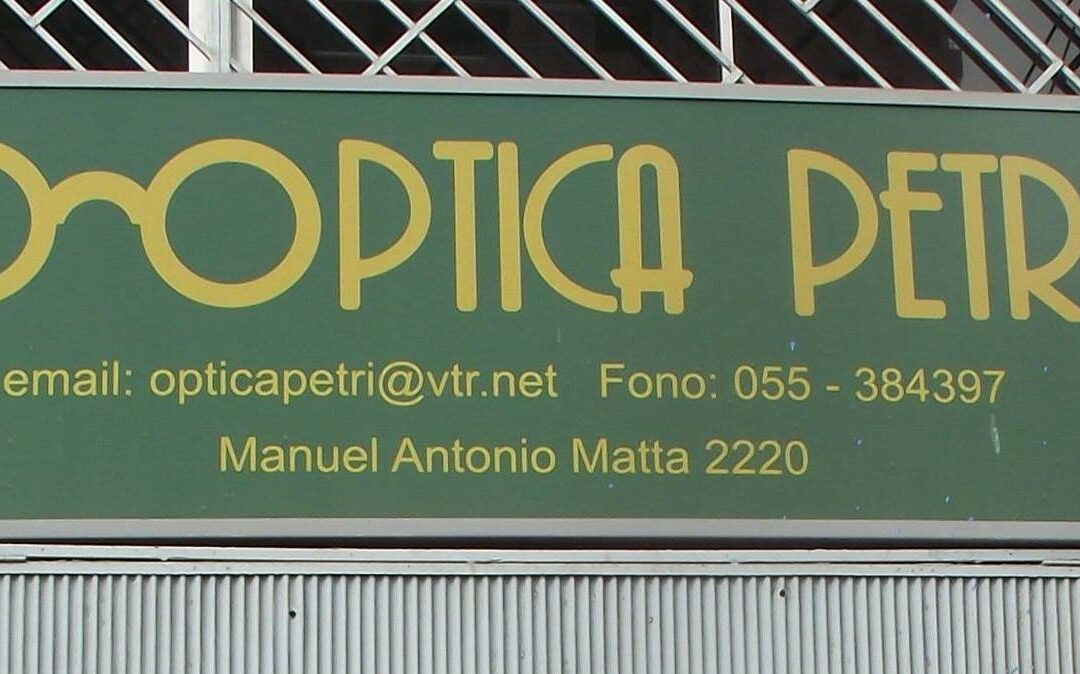 OPTICA PETR
email: opticapetri@vtr.net Fono: 055 - 384397
Manuel Antonio Matta 2220